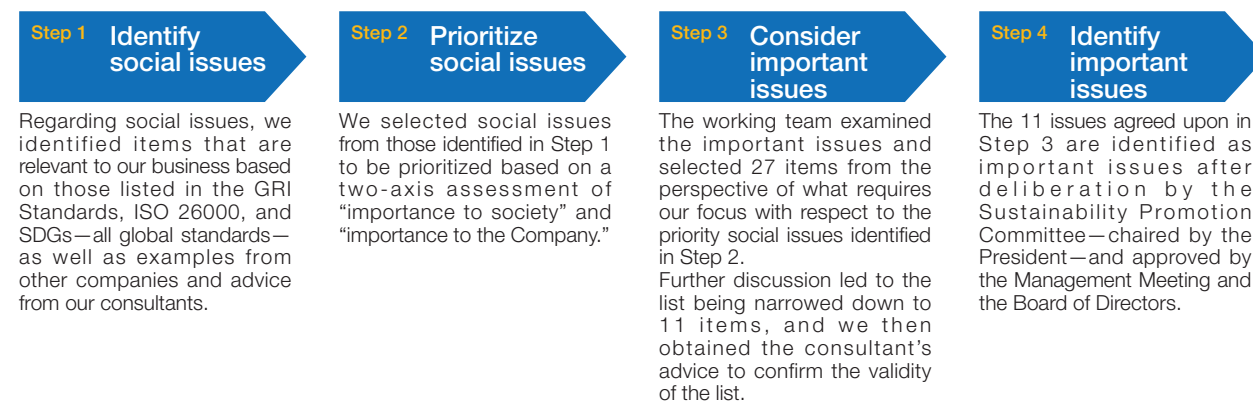 Step 1 Identify
social issues
Regarding social issues, we
identified items that are
relevant to our business based
on those listed in the GRI
Standards, ISO 26000, and
SDGs—all global standards—
as well as examples from
other companies and advice
from our consultants.
Step 2 Prioritize
social issues
We selected social issues
from those identified in Step 1
to be prioritized based on a
two-axis assessment of
“importance to society” and
“importance to the Company.”
Step 3 Consider
important
issues
The working team examined
the important issues and
selected 27 items from the
perspective of what requires
our focus with respect to the
priority social issues identified
in Step 2.
Further discussion led to the
list being narrowed down to
11 items, and we then
obtained the consultant’s
advice to confirm the validity
of the list.
Step 4 Identify
important
issues
The 11 issues agreed upon in
Step 3 are identified as
important issues after
deliberation by the
Sustainability Promotion
Committee—chaired by the
President—and approved by
the Management Meeting and
the Board of Directors.